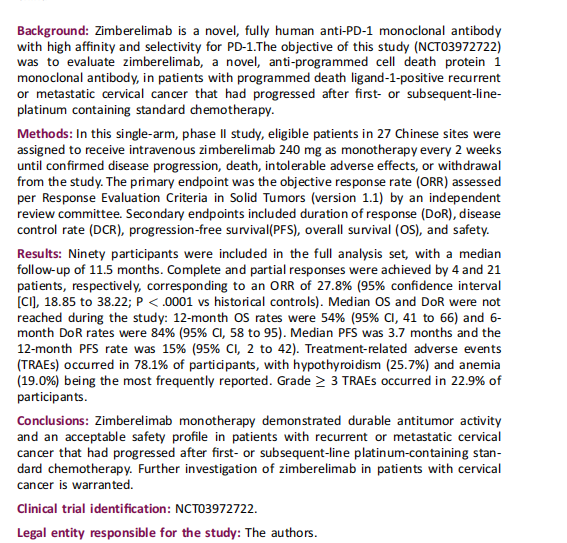 Background: Zimberelimab is a novel, fully human anti-PD-1 monoclonal antibody
with high affinity and selectivity for PD-1.The objective of this study (NCT03972722)
was to evaluate zimberelimab, a novel, anti-programmed cell death protein 1
monoclonal antibody, in patients with programmed death ligand-1-positive recurrent
or metastatic cervical cancer that had progressed after first- or subsequent-line-
platinum containing standard chemotherapy.
Methods: In this single-arm, phase II study, eligible patients in 27 Chinese sites were
assigned to receive intravenous zimberelimab 240 mg as monotherapy every 2 weeks
until confirmed disease progression, death, intolerable adverse effects, or withdrawal
from the study. The primary endpoint was the objective response rate (ORR) assessed
per Response Evaluation Criteria in Solid Tumors (version 1.1) by an independent
review committee. Secondary endpoints included duration of response (DoR), disease
control rate (DCR), progression-free survival(PFS), overall survival (OS), and safety.
Results: Ninety participants were included in the full analysis set, with a median
follow-up of 11.5 months. Complete and partial responses were achieved by 4 and 21
patients, respectively, corresponding to an ORR of 27.8% (95% confidence interval
[CI], 18.85 to 38.22; P < .0001 vs historical controls). Median OS and DoR were not
reached during the study: 12-month OS rates were 54% (95% CI, 41 to 66) and 6-
month DoR rates were 84% (95% CI, 58 to 95). Median PFS was 3.7 months and the
12-month PFS rate was 15% (95% CI, 2 to 42). Treatment-related adverse events
(TRAEs) occurred in 78.1% of participants, with hypothyroidism (25.7%) and anemia
(19.0%) being the most frequently reported. Grade ≥ 3 TRAEs occurred in 22.9% of
participants.
Conclusions: Zimberelimab monotherapy demonstrated durable antitumor activity
and an acceptable safety profile in patients with recurrent or metastatic cervical
cancer that had progressed after first- or subsequent-line platinum-containing stan-
dard chemotherapy. Further investigation of zimberelimab in patients with cervical
cancer is warranted.
Clinical trial identification: NCT03972722.
Legal entity responsible for the study: The authors.